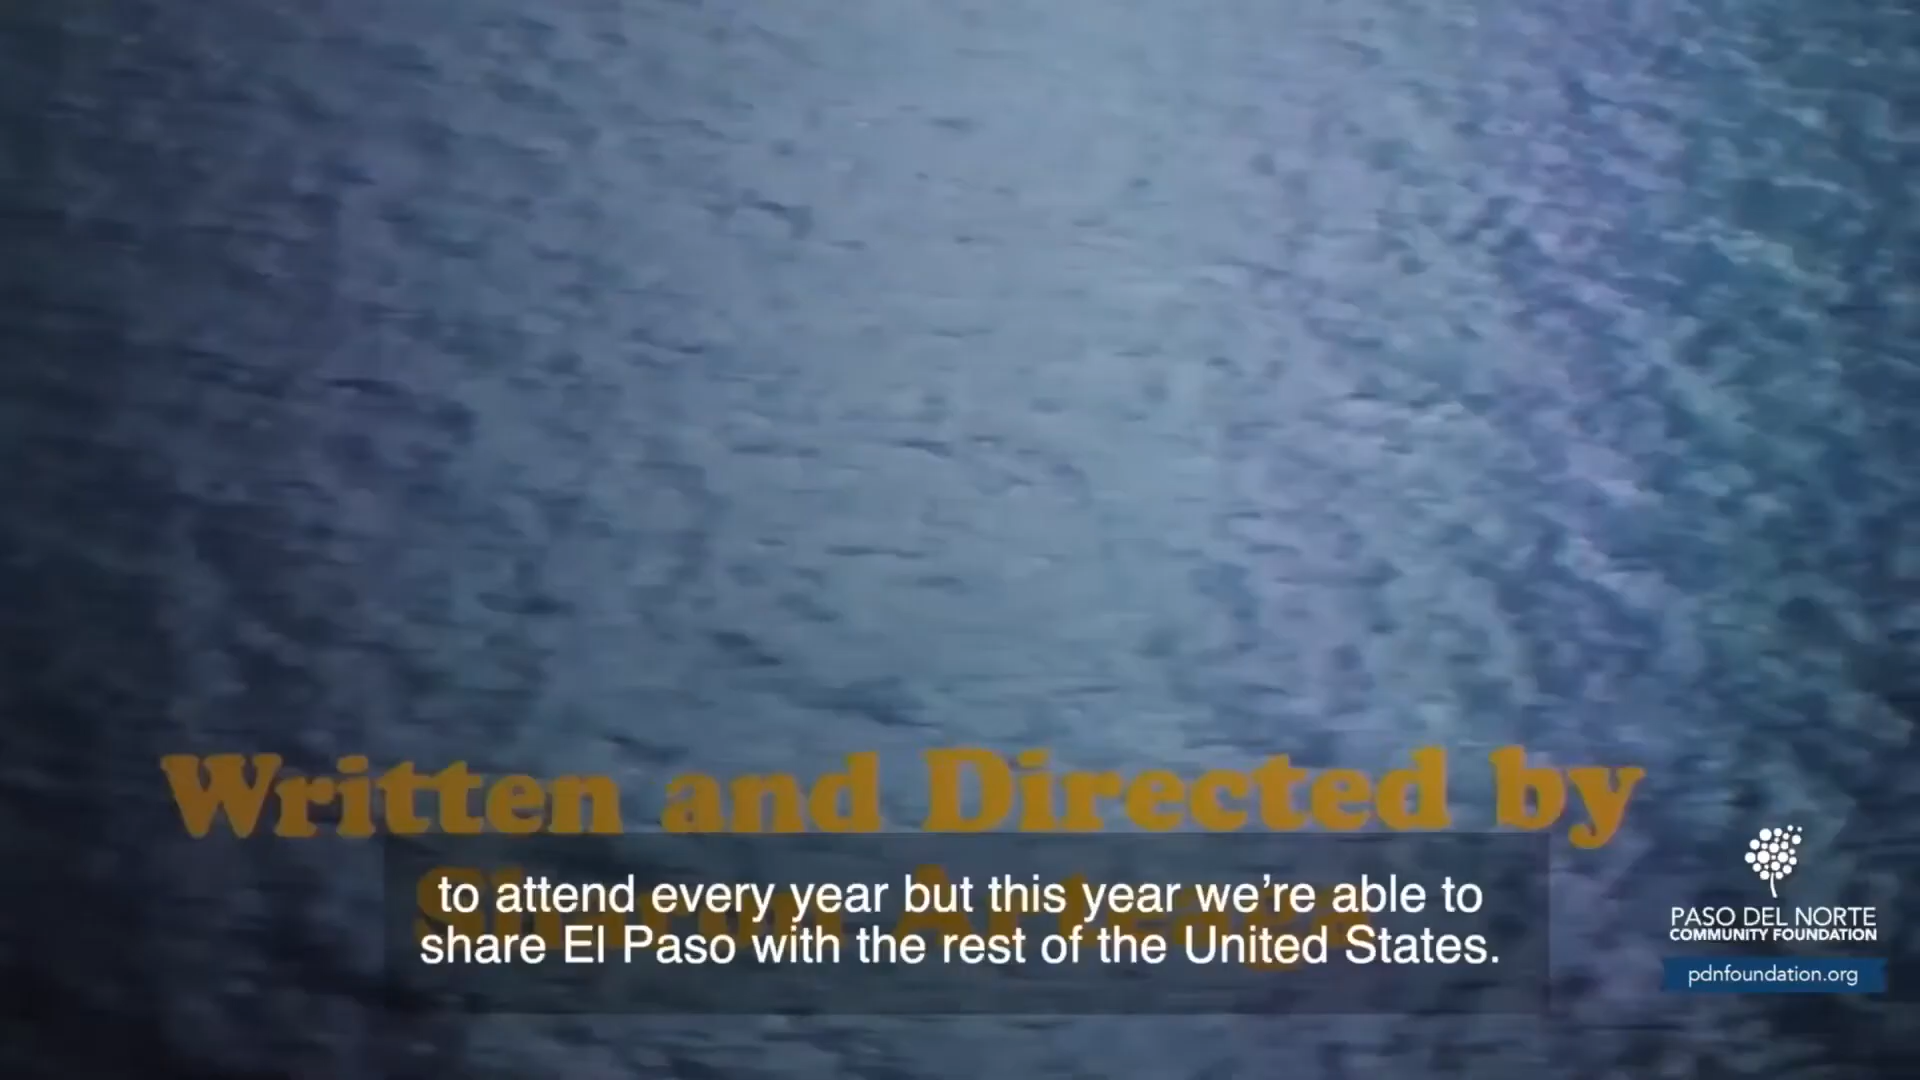 Written and Directed by
to attend every year but this year we're able to
share El Paso with the rest of the United States.
PASO DEL NORTE
COMMUNITY FOUNDATION
pdnfoundation.org